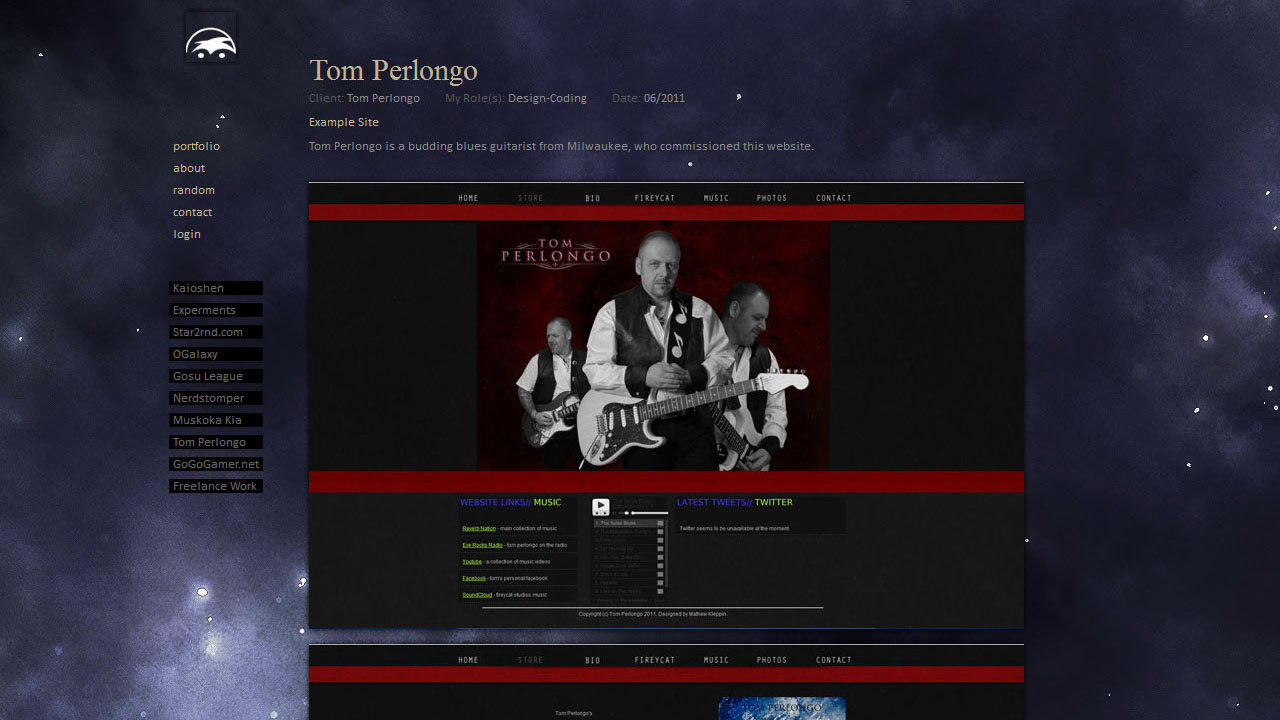 Tom Perlongo
Client: Tom Perlongo My Role(s): Design-Coding Date: 06/2011
Example Site
Tom Perlongo is a budding blues guitarist from Milwaukee, who commissioned this website.
portfolio
about
random
contact
login
Kaioshen
Experments
Star2rnd.com
OGalaxy
Gosu League
Nerdstomper
Muskoka Kia
Tom Perlongo
GoGoGamer.net
Freelance Work
HOME STORE BIO FIREYCAT MUSIC PHOTOS CONTACT
TOM
PERLONGO
WEBSITE LINKS// MUSIC
Reverb Nation - main collection of music
Eve Rocks Radio - tom perlongo on the radio
Youtube - a collection of music videos
Facebook - tom's personal facebook
SoundCloud - fireycat studios music
LATEST TWEETS// TWITTER
Twitter seems to be unavailable at the moment
Copyright (c) Tom Perlongo 2011. Designed by Mathew Kleppin.
HOME STORE BIO FIREYCAT MUSIC PHOTOS CONTACT
Tom Perlongo's
TOM PERLONGO